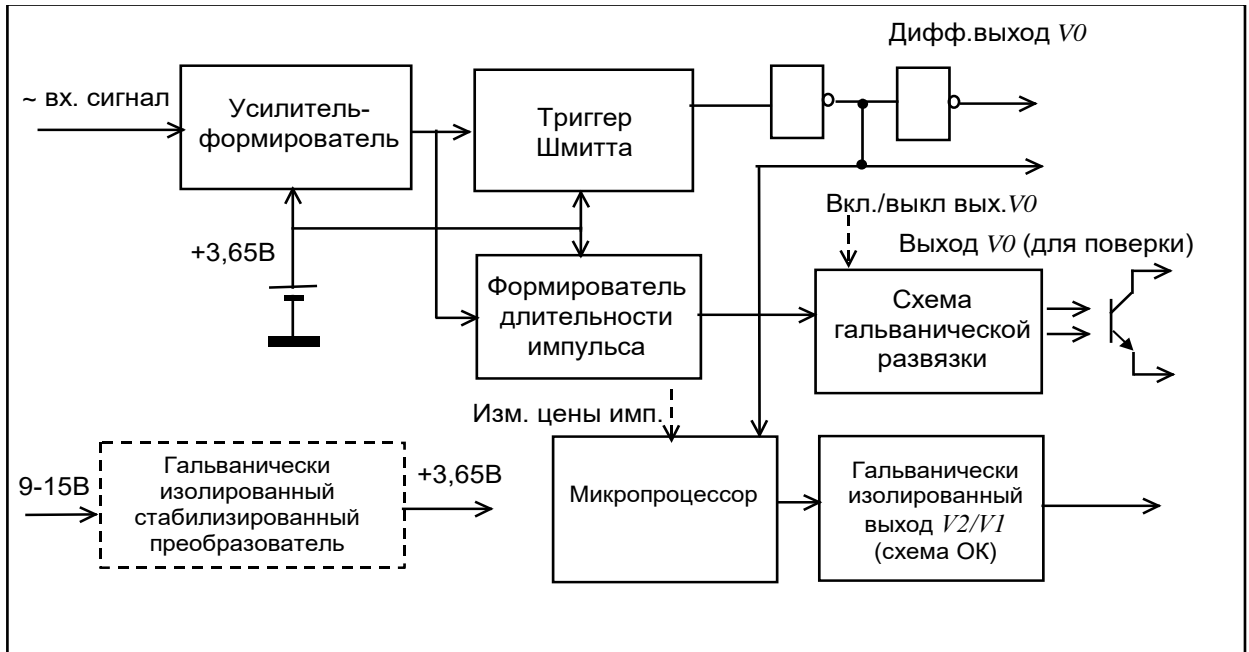 Дифф.выход V0
~ вх. сигнал
Усилитель-
формирователь
Триггер
Шмитта
Вкл./выкл вых.V0
+3,65В
Выход V0 (для поверки)
Формирователь
длительности
импульса
Схема
гальванической
развязки
Изм. цены имп.
9-15В
Гальванически
изолированный
стабилизированный
преобразователь
+3,65В
Микропроцессор
Гальванически
изолированный
выход V2/V1
(схема ОК)